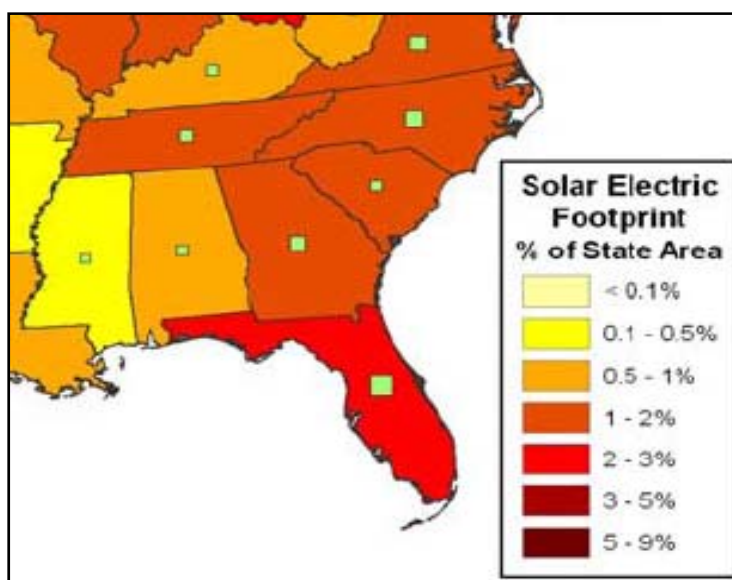 Solar Electric
Footprint
% of State Area
< 0.1%
0.1 - 0.5%
0.5 - 1%
1 - 2%
2 - 3%
3 - 5%
5 - 9%